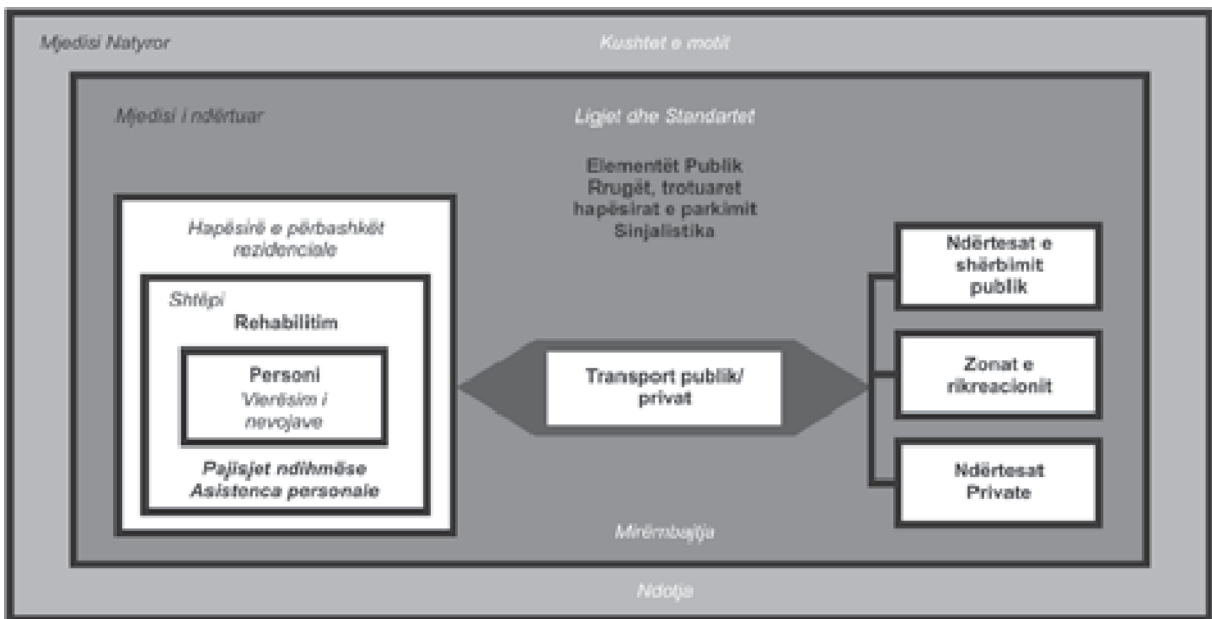 Mjedisi Natyror
Kushtet e motit
Mjedisi i ndërtuar
Ligjet dhe Standartet
Elementët Publik
Rrugët, trotuaret
hapësirat e parkimit
Sinjalistika
Hapësirë e përbashkët
rezidenciale
Shtëpi
Rehabilitim
Personi
Vlerësim i
nevojave
Pajisjet ndihmëse
Asistenca personale
Transport publik/
privat
Ndërtesat e
shërbimit
publik
Zonat e
rikreacionit
Ndërtesat
Private
Mirëmbajtja
Ndotja